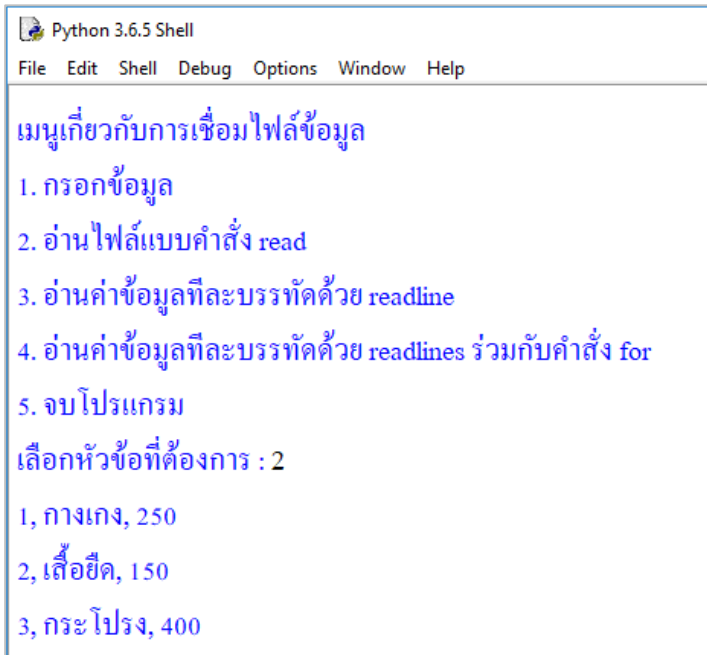 Python 3.6.5 Shell
File Edit Shell Debug Options Window Help
เมนูเกี่ยวกับการเชื่อมไฟล์ข้อมูล
1. กรอกข้อมูล
2. อ่านไฟล์แบบคำสั่ง read
3. อ่านค่าข้อมูลทีละบรรทัดด้วย readline
4. อ่านค่าข้อมูลทีละบรรทัดด้วย readlines ร่วมกับคำสั่ง for
5. จบโปรแกรม
เลือกหัวข้อที่ต้องการ : 2
1, กางเกง, 250
2, เสื้อยืด, 150
3, กระโปรง, 400